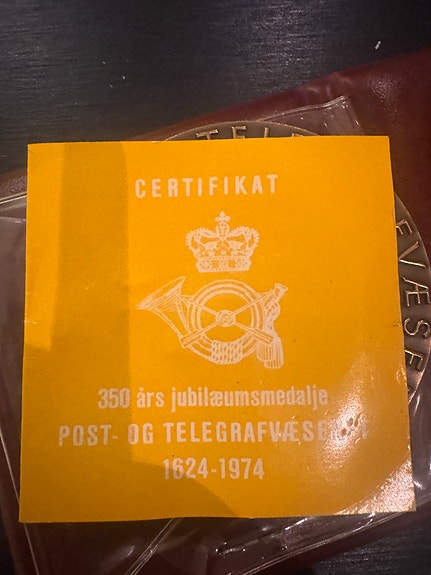 CERTIFIKAT
350 års jubilæumsmedalje
POST- OG TELEGRAFVÆSENET
1624-1974